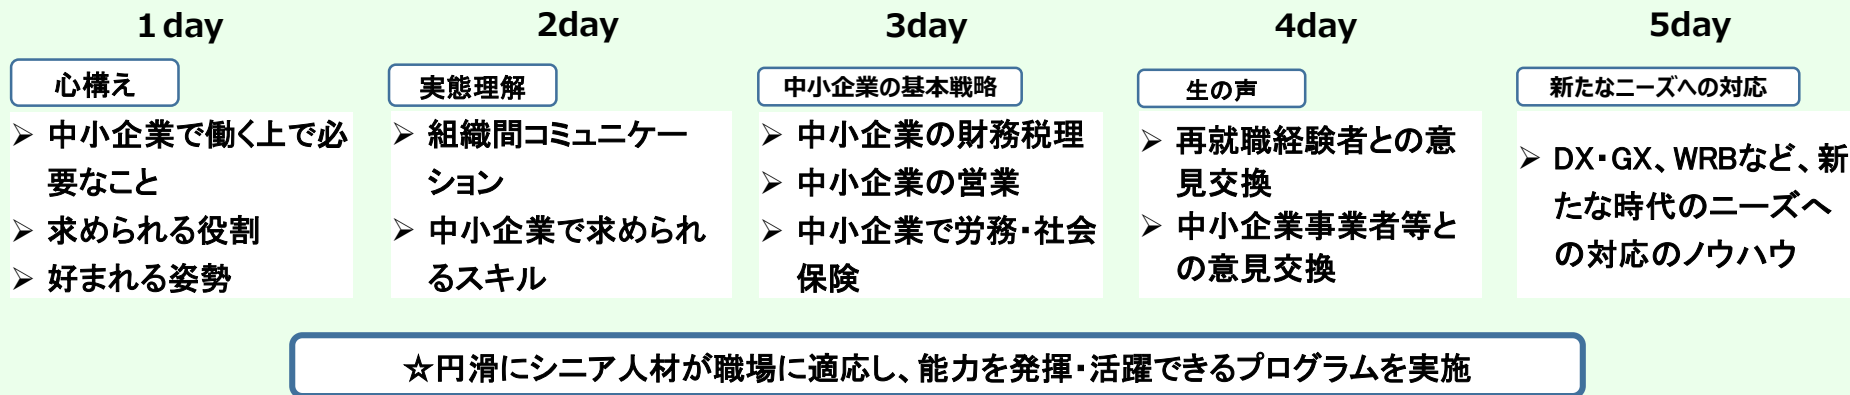 1day
心構え
➢ 中小企業で働く上で必
要なこと
➢ 求められる役割
➢ 好まれる姿勢
2day
実態理解
➢ 組織間コミュニケー
ション
➢ 中小企業で求められ
るスキル
3day
中小企業の基本戦略
➢ 中小企業の財務税理
➢ 中小企業の営業
➢ 中小企業で労務・社会
保険
4day
生の声
➢ 再就職経験者との意
見交換
➢ 中小企業事業者等と
の意見交換
5day
新たなニーズへの対応
➢ DX・GX、WRBなど、新
たな時代のニーズへ
の対応のノウハウ
☆円滑にシニア人材が職場に適応し、能力を発揮・活躍できるプログラムを実施